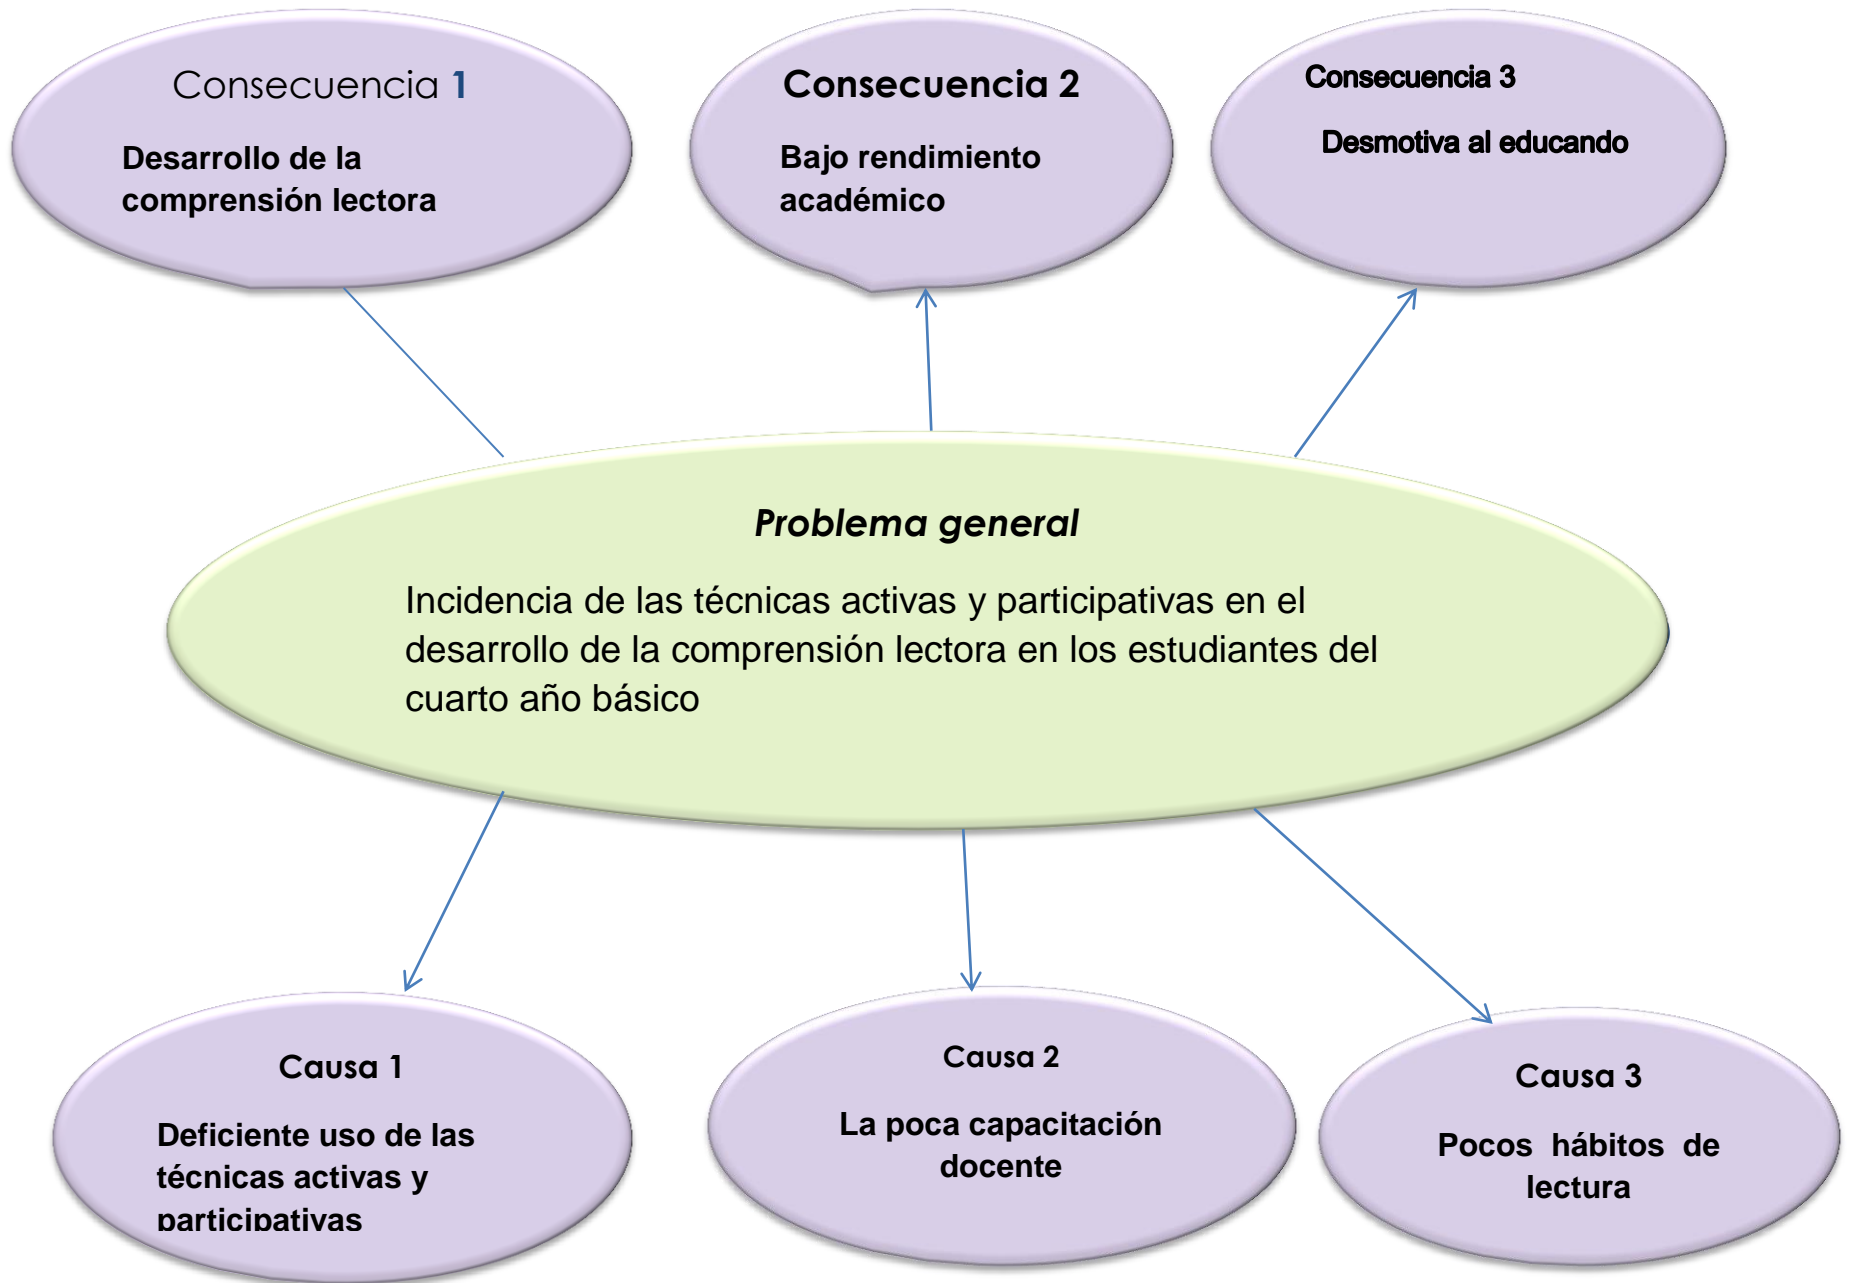 Consecuencia 1
Desarrollo de la
comprensión lectora
Consecuencia 2
Bajo rendimiento
académico
Consecuencia 3
Desmotiva al educando
Problema general
Incidencia de las técnicas activas y participativas en el
desarrollo de la comprensión lectora en los estudiantes del
cuarto año básico
Causa 1
Deficiente uso de las
técnicas activas y
participativas
Causa 2
La poca capacitación
docente
Causa 3
Pocos hábitos de
lectura